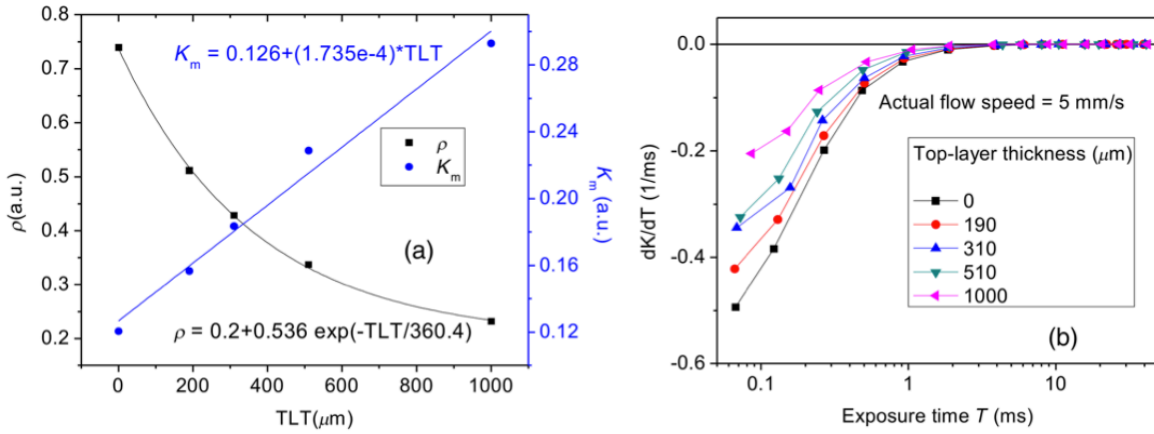 0.8
0.7
0.6
0.5
0.4
0.3
0.2
ρ(a.u.)
K_m = 0.126+(1.735e-4)*TLT
ρ
K_m
(a)
ρ = 0.2+0.536 exp(-TLT/360.4)
0.28
0.24
0.20
0.16
0.12
K_m (a.u.)
0 200 400 600 800 1000
TLT(μm)
(b)
0.0
-0.2
-0.4
-0.6
dK/dT (1/ms)
Actual flow speed = 5 mm/s
Top-layer thickness (μm)
0
190
310
510
1000
(b)
0.1 1 10
Exposure time T (ms)